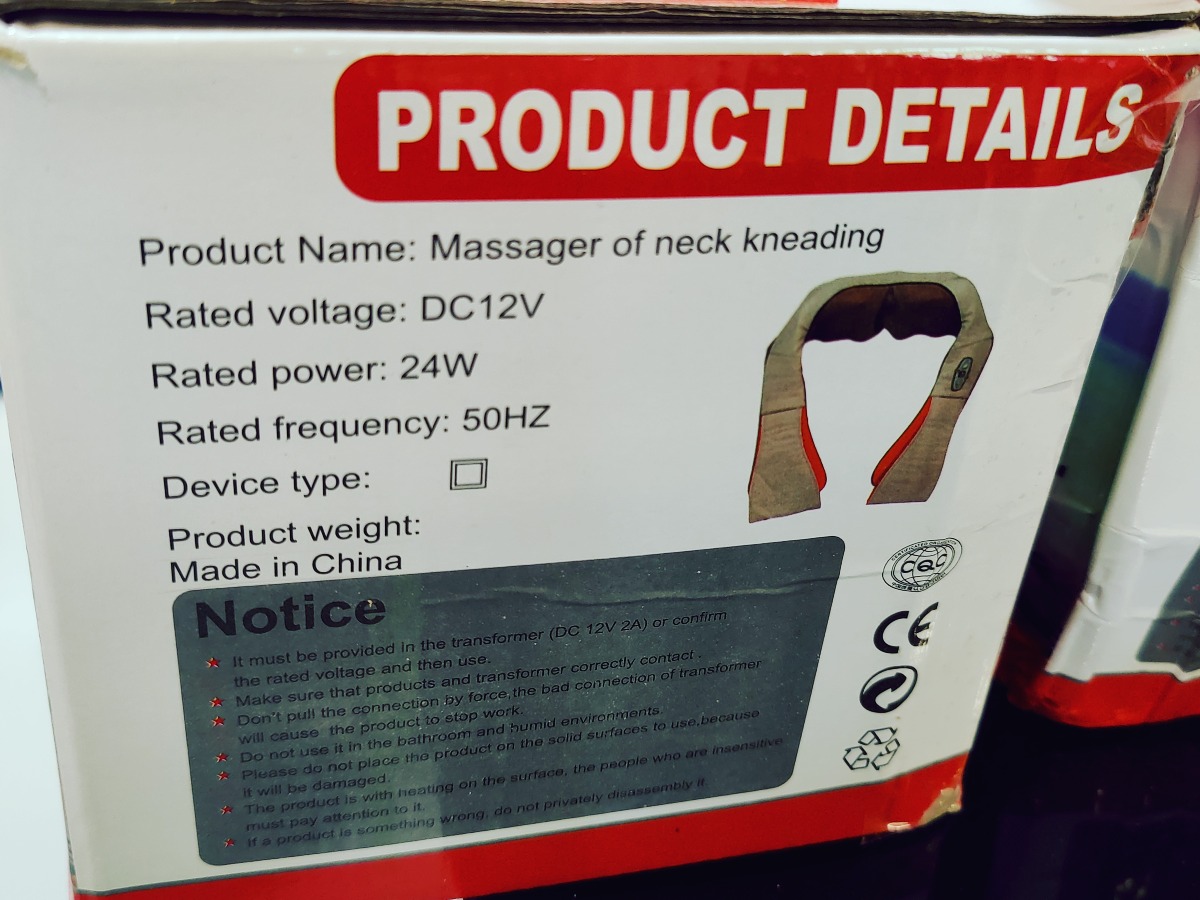 PRODUCT DETAILS
Product Name: Massager of neck kneading
Rated voltage: DC12V
Rated power: 24W
Rated frequency: 50HZ
Device type:
Product weight:
Made in China
Notice
It must be provided in the transformer (DC 12V 2A) or confirm
the rated voltage and then use.
Make sure that products and transformer correctly contact .
Don't pull the connection by force,the bad connection of transformer
will cause the product to stop work.
Do not use it in the bathroom and humid environments.
Please do not place the product on the solid surfaces to use,because
it will be damaged.
The product is with heating on the surface, the people who are insensitive
must pay attention to it.
If a product is something wrong, do not privately disassembly it
CQC
CE